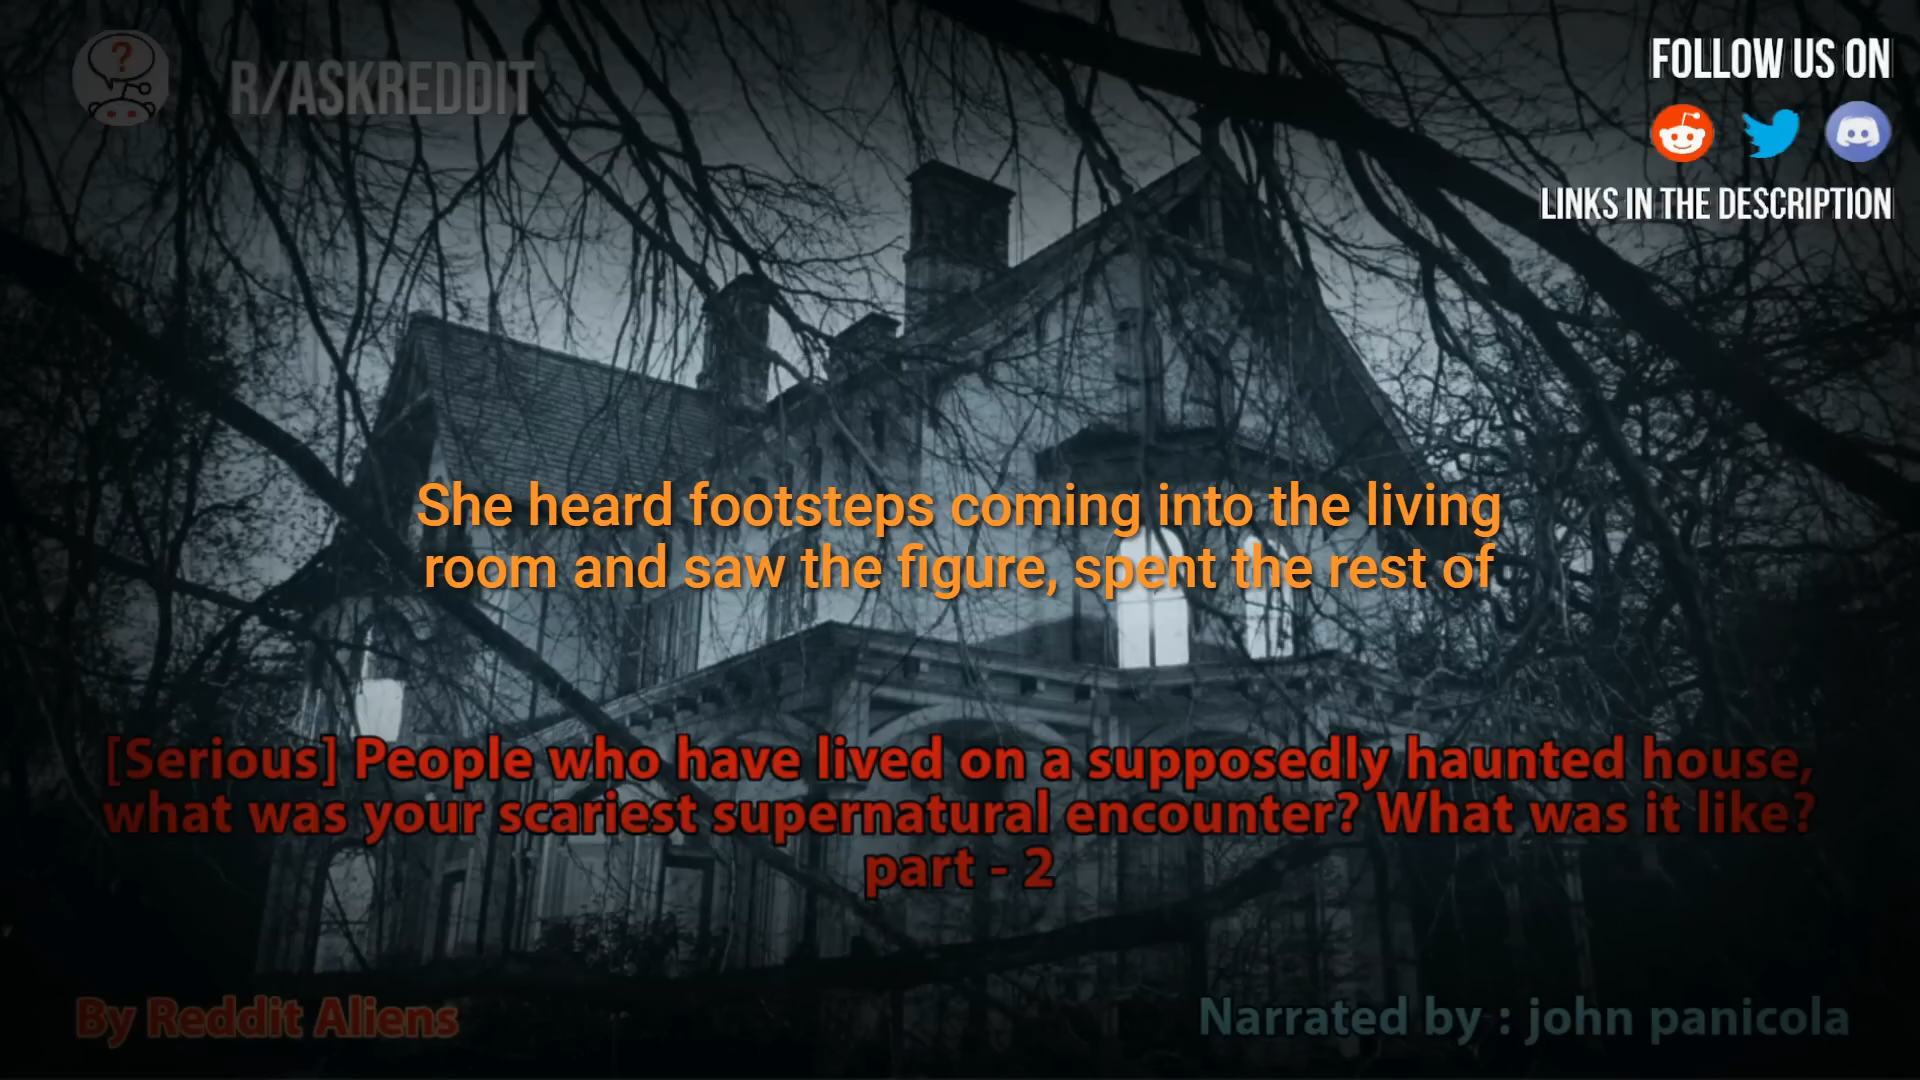 ?
R/ASKREDDIT
FOLLOW US ON
LINKS IN THE DESCRIPTION
She heard footsteps coming into the living
room and saw the figure, spent the rest of
[Serious] People who have lived on a supposedly haunted house,
what was your scariest supernatural encounter? What was it like?
part - 2
By Reddit Aliens
Narrated by : john panicola